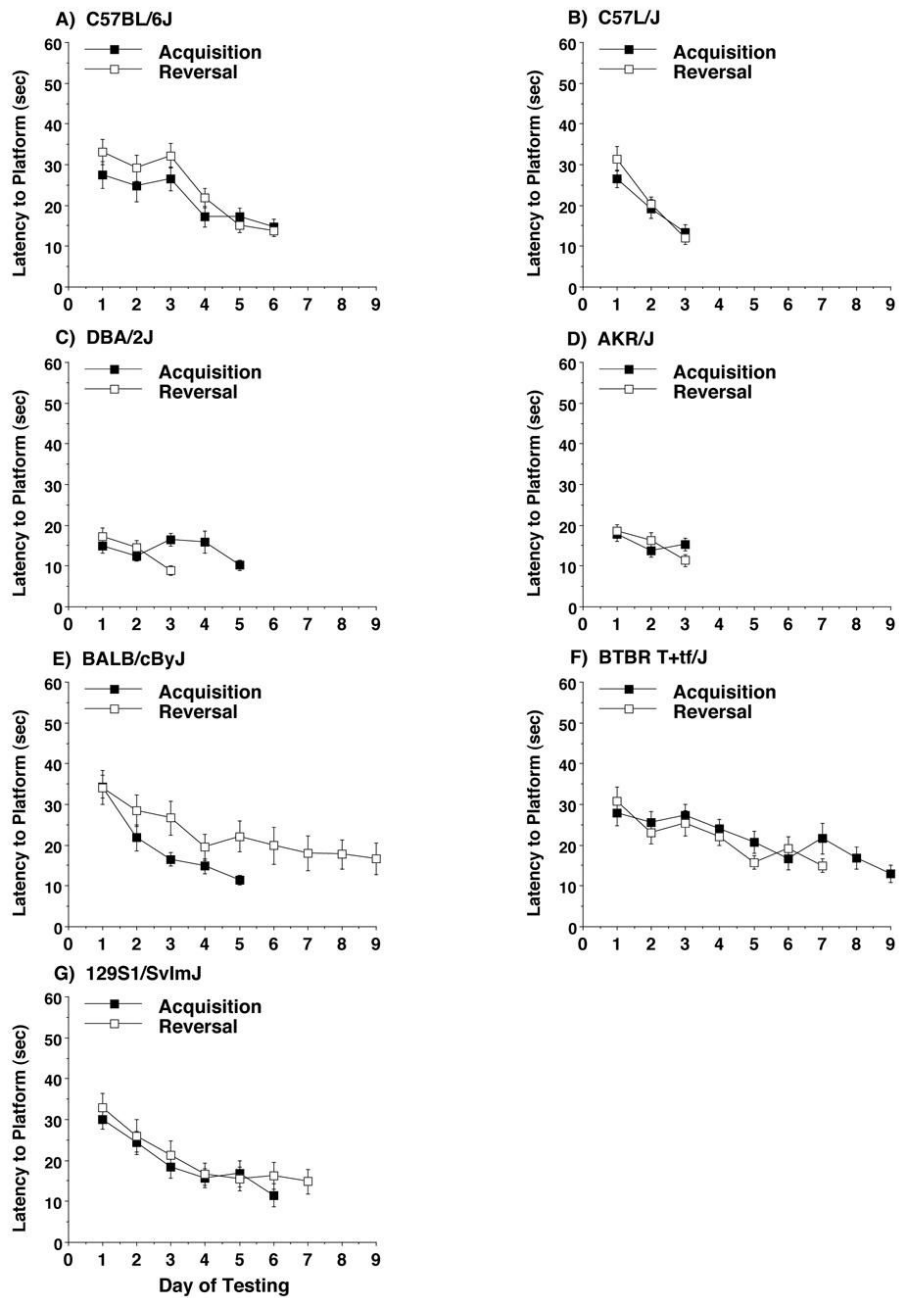 A) C57BL/6J
Acquisition
Reversal
Latency to Platform (sec)
60
50
40
30
20
10
0
0 1 2 3 4 5 6 7 8 9
B) C57L/J
Acquisition
Reversal
Latency to Platform (sec)
60
50
40
30
20
10
0
0 1 2 3 4 5 6 7 8 9
C) DBA/2J
Acquisition
Reversal
Latency to Platform (sec)
60
50
40
30
20
10
0
0 1 2 3 4 5 6 7 8 9
D) AKR/J
Acquisition
Reversal
Latency to Platform (sec)
60
50
40
30
20
10
0
0 1 2 3 4 5 6 7 8 9
E) BALB/cByJ
Acquisition
Reversal
Latency to Platform (sec)
60
50
40
30
20
10
0
0 1 2 3 4 5 6 7 8 9
F) BTBR T+tf/J
Acquisition
Reversal
Latency to Platform (sec)
60
50
40
30
20
10
0
0 1 2 3 4 5 6 7 8 9
G) 129S1/SvImJ
Acquisition
Reversal
Latency to Platform (sec)
60
50
40
30
20
10
0
0 1 2 3 4 5 6 7 8 9
Day of Testing